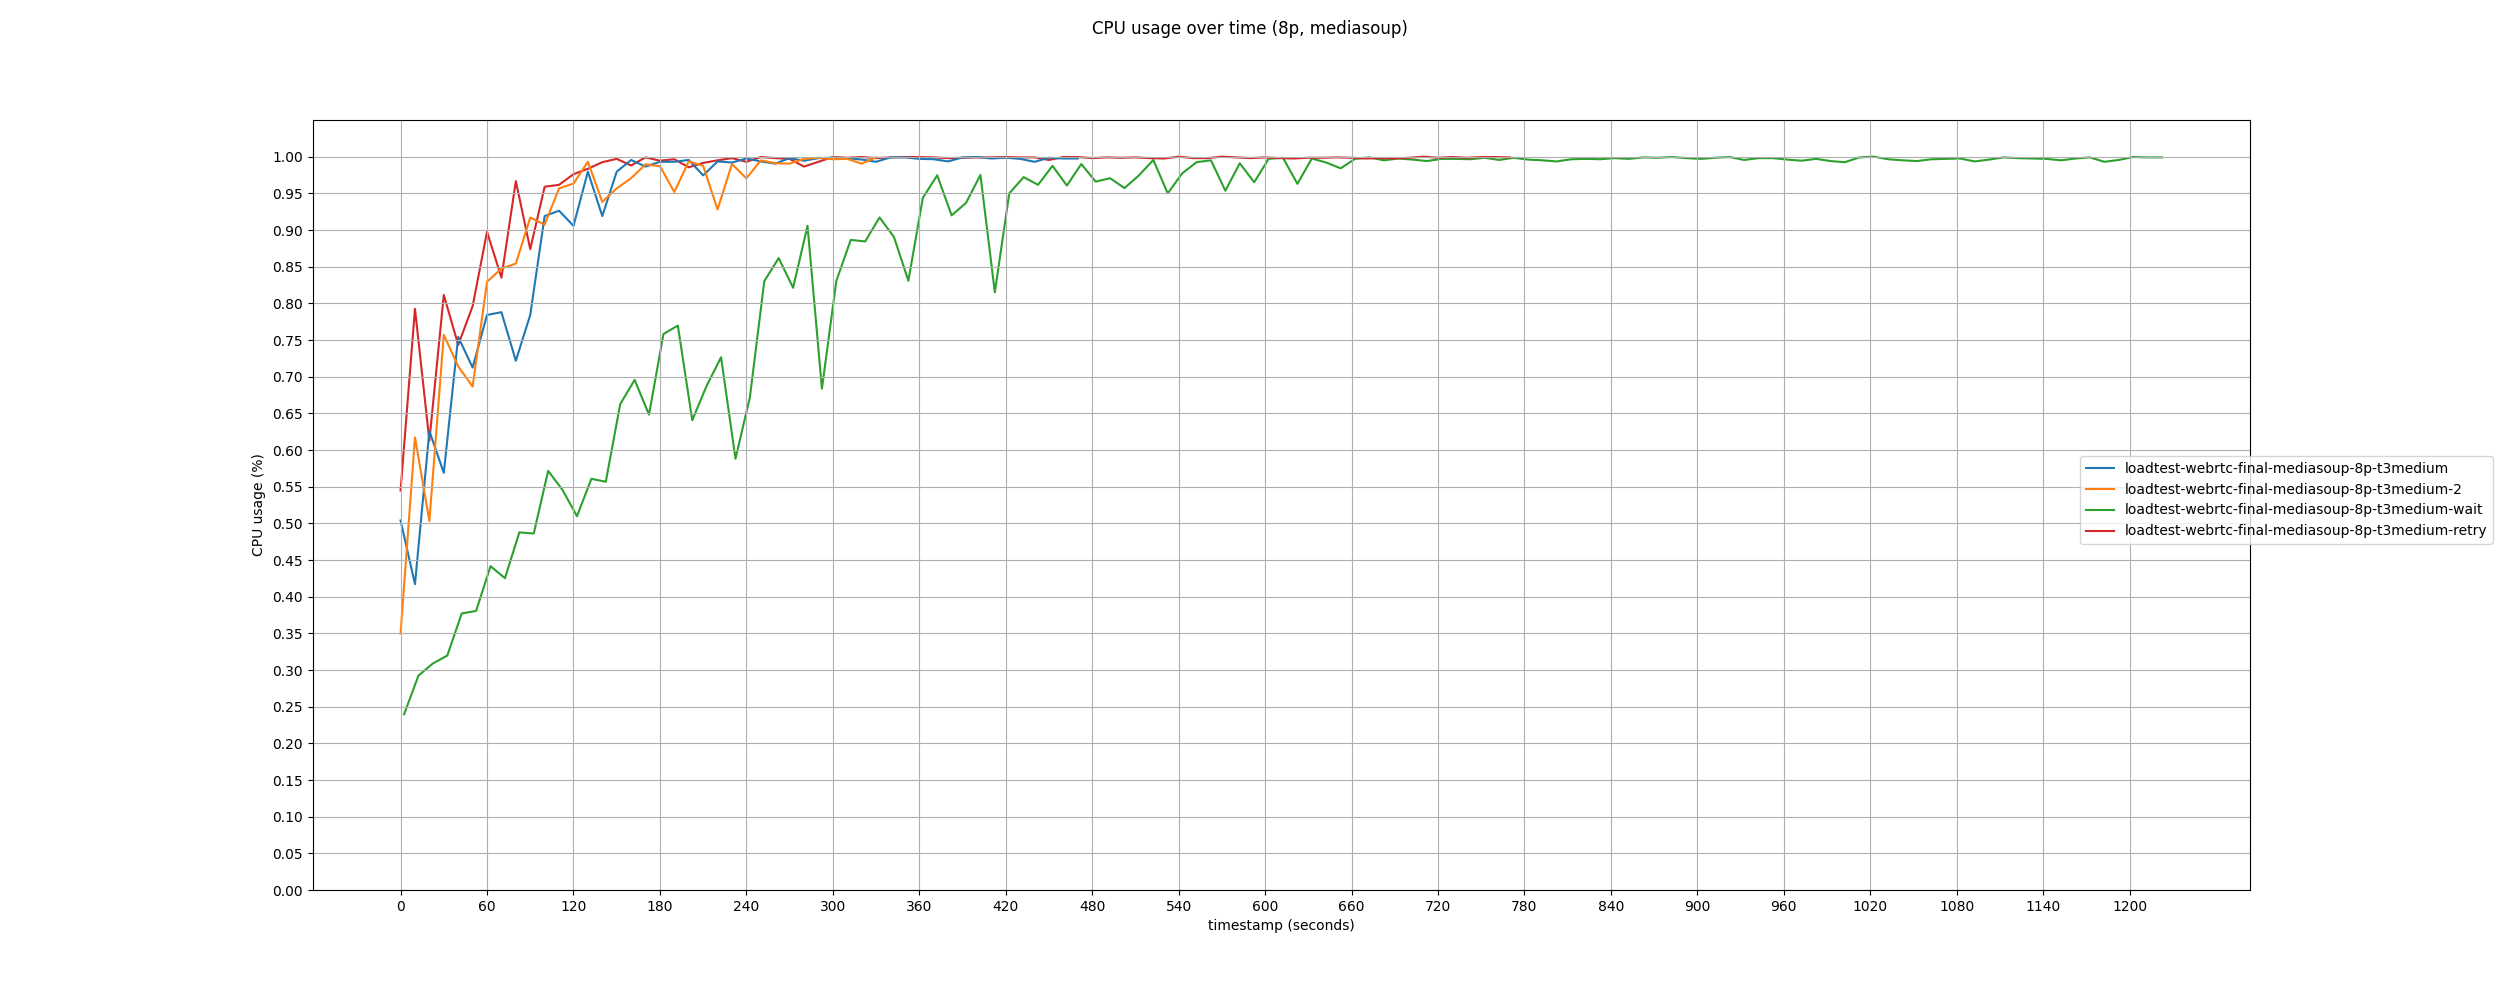 CPU usage over time (8p, mediasoup)
CPU usage (%)
1.00
0.95
0.90
0.85
0.80
0.75
0.70
0.65
0.60
0.55
0.50
0.45
0.40
0.35
0.30
0.25
0.20
0.15
0.10
0.05
0.00
0 60 120 180 240 300 360 420 480 540 600 660 720 780 840 900 960 1020 1080 1140 1200
timestamp (seconds)
loadtest-webrtc-final-mediasoup-8p-t3medium
loadtest-webrtc-final-mediasoup-8p-t3medium-2
loadtest-webrtc-final-mediasoup-8p-t3medium-wait
loadtest-webrtc-final-mediasoup-8p-t3medium-retry